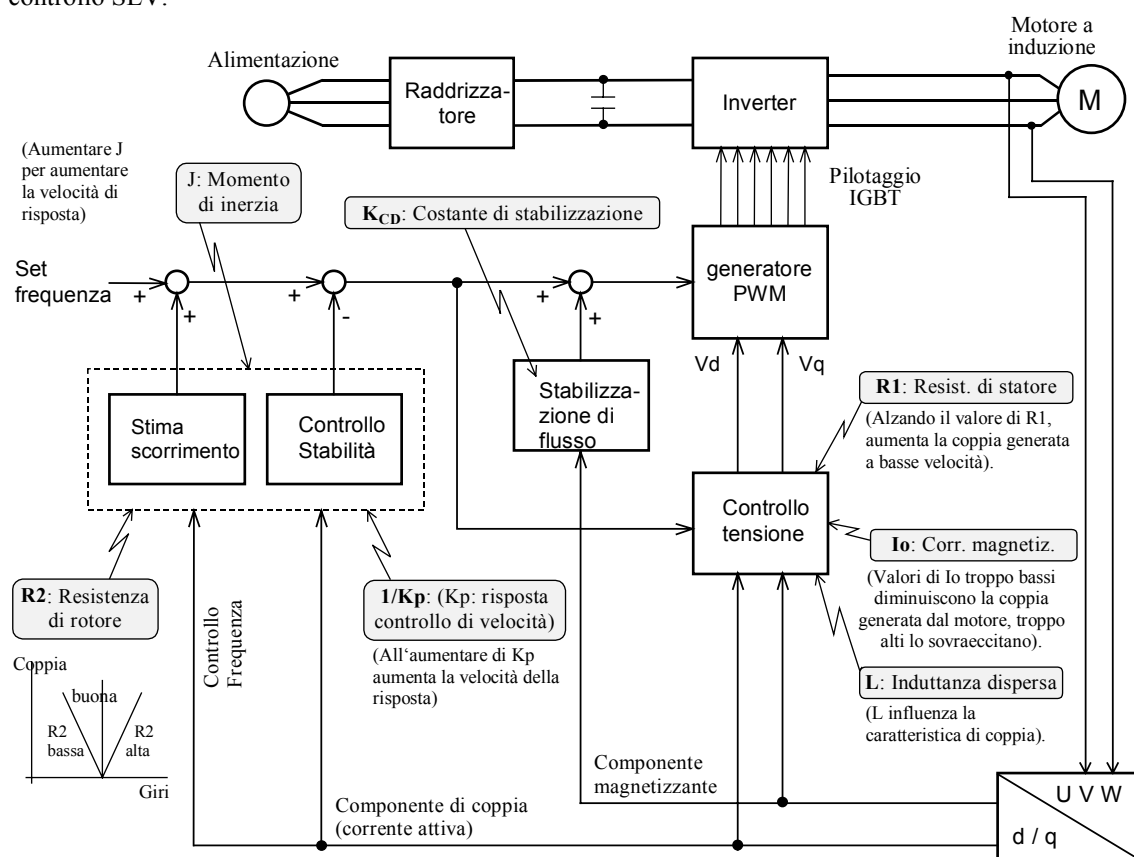 controllo SLV.
Motore a
induzione
Alimentazione
Raddrizza-
tore
Inverter
M
(Aumentare J
per aumentare
la velocità di
risposta)
J: Momento
di inerzia
Pilotaggio
IGBT
K_CD: Costante di stabilizzazione
Set
frequenza
+
+
+
-
+
+
generatore
PWM
Vd
Vq
Stima
scorrimento
Controllo
Stabilità
Stabilizza-
zione di
flusso
R1: Resist. di statore
(Alzando il valore di R1,
aumenta la coppia generata
a basse velocità).
Controllo
tensione
Io: Corr. magnetiz.
(Valori di Io troppo bassi
diminuiscono la coppia
generata dal motore, troppo
alti lo sovraeccitano).
R2: Resistenza
di rotore
Controllo
Frequenza
1/Kp: (Kp: risposta
controllo di velocità)
(All'aumentare di Kp
aumenta la velocità della
risposta)
L: Induttanza dispersa
(L influenza la
caratteristica di coppia).
Coppia
buona
R2
bassa
R2
alta
Giri
Componente
magnetizzante
Componente di coppia
(corrente attiva)
U V W
d / q